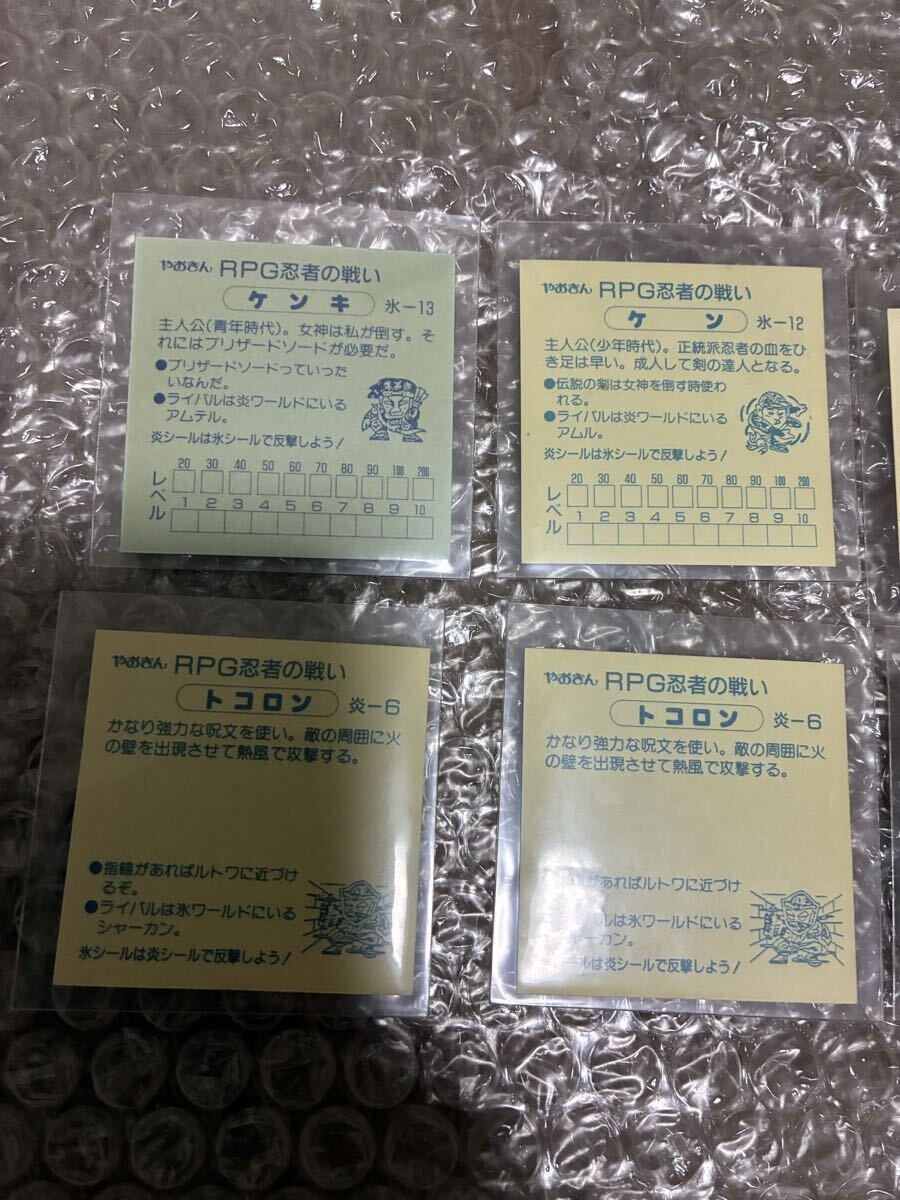 やおきん RPG忍者の戦い
ケンキ 氷-13
主人公(青年時代)。女神は私が倒す。そ
れにはブリザードソードが必要だ。
●ブリザードソードっていった
いなんだ。
●ライバルは炎ワールドにいる
アムテル。
炎シールは氷シールで反撃しよう!
20 30 40 50 60 70 80 90 100 200
レベル
1 2 3 4 5 6 7 8 9 10
やおきん RPG忍者の戦い
ケン 氷-12
主人公(少年時代)。正統派忍者の血をひ
き足は早い。成人して剣の達人となる。
●伝説の剣は女神を倒す時使わ
れる。
●ライバルは炎ワールドにいる
アムル。
炎シールは氷シールで反撃しよう!
20 30 40 50 60 70 80 90 100 200
レベル
1 2 3 4 5 6 7 8 9 10
やおきん RPG忍者の戦い
トコロン 炎-6
かなり強力な呪文を使い。敵の周囲に火
の壁を出現させて熱風で攻撃する。
●指輪があればルトワに近づけ
るぞ。
●ライバルは氷ワールドにいる
シャーカン。
氷シールは炎シールで反撃しよう!
やおきん RPG忍者の戦い
トコロン 炎-6
かなり強力な呪文を使い。敵の周囲に火
の壁を出現させて熱風で攻撃する。
があればルトワに近づけ
バルは氷ワールドにいる
ャーカン。
ールは炎シールで反撃しよう!